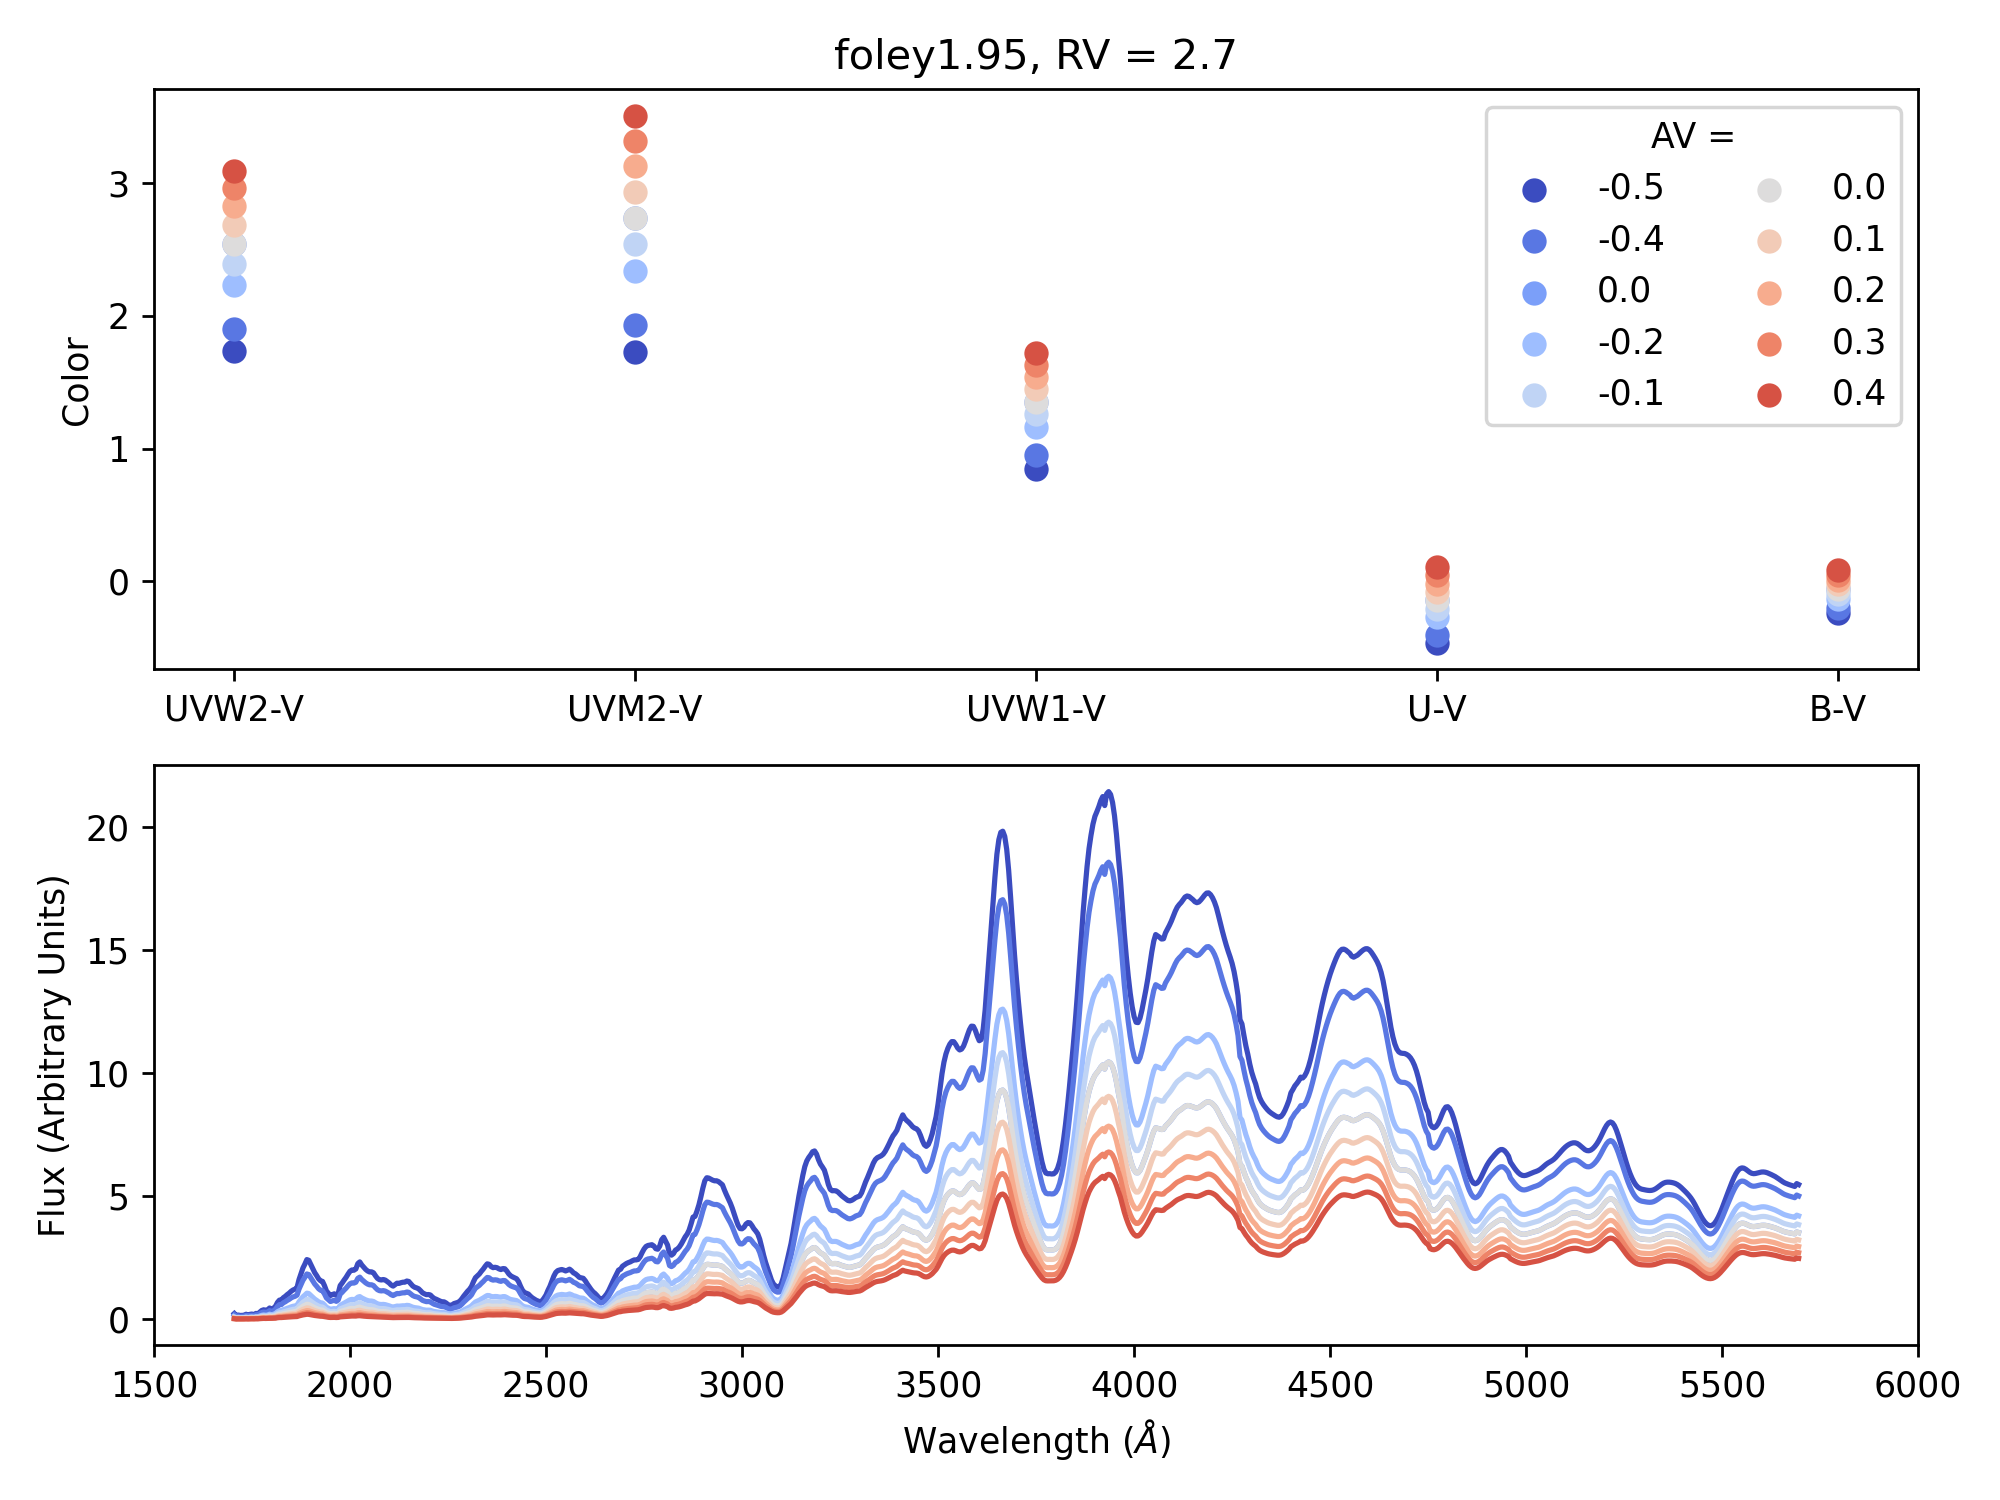 foley1.95, RV = 2.7
AV =
-0.5 0.0
-0.4 0.1
0.0 0.2
-0.2 0.3
-0.1 0.4
Color
3
2
1
0
UVW2-V UVM2-V UVW1-V U-V B-V
Flux (Arbitrary Units)
20
15
10
5
0
1500 2000 2500 3000 3500 4000 4500 5000 5500 6000
Wavelength (Å)